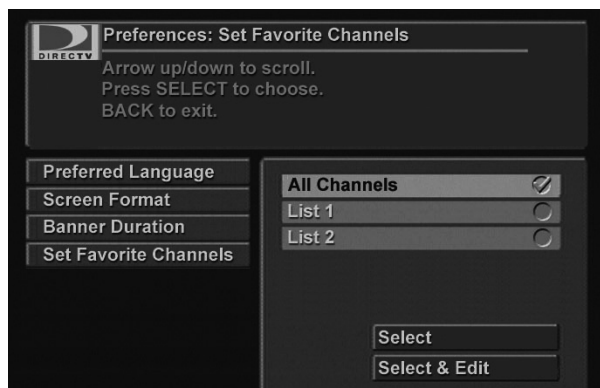 Preferences: Set Favorite Channels
DIRECTV
Arrow up/down to scroll.
Press SELECT to choose.
BACK to exit.
Preferred Language
Screen Format
Banner Duration
Set Favorite Channels
All Channels
List 1
List 2
Select
Select & Edit